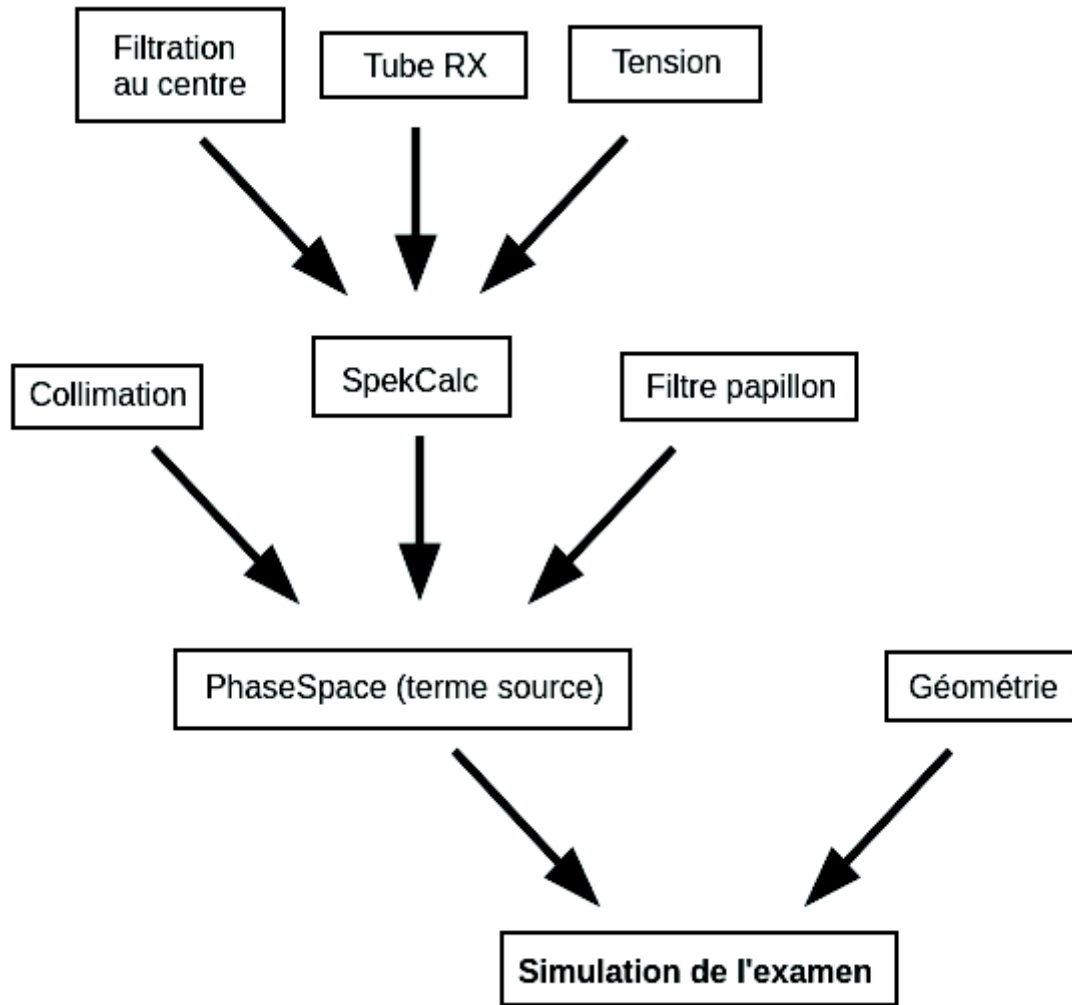 Filtration
au centre
Tube RX
Tension
Collimation
SpekCalc
Filtre papillon
PhaseSpace (terme source)
Géométrie
Simulation de l'examen